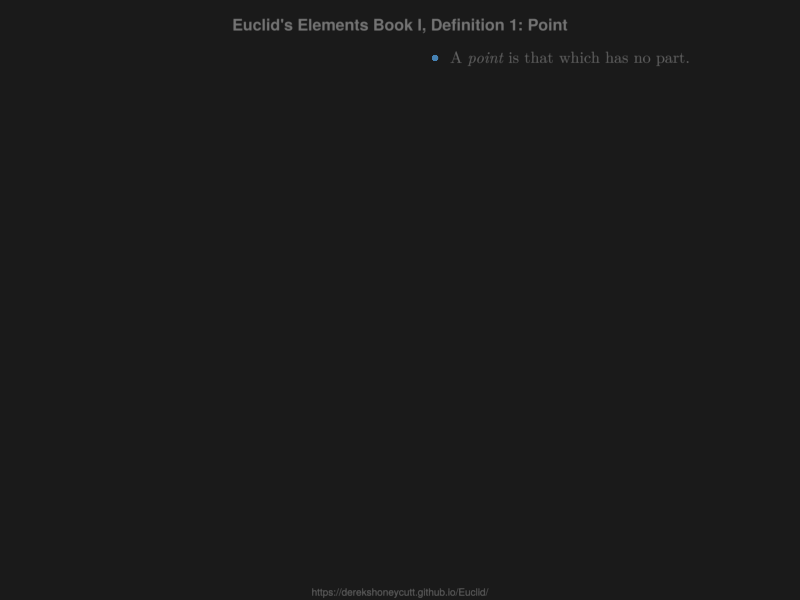 Euclid's Elements Book I, Definition 1: Point
A point is that which has no part.
https://derekshoneycutt.github.io/Euclid/